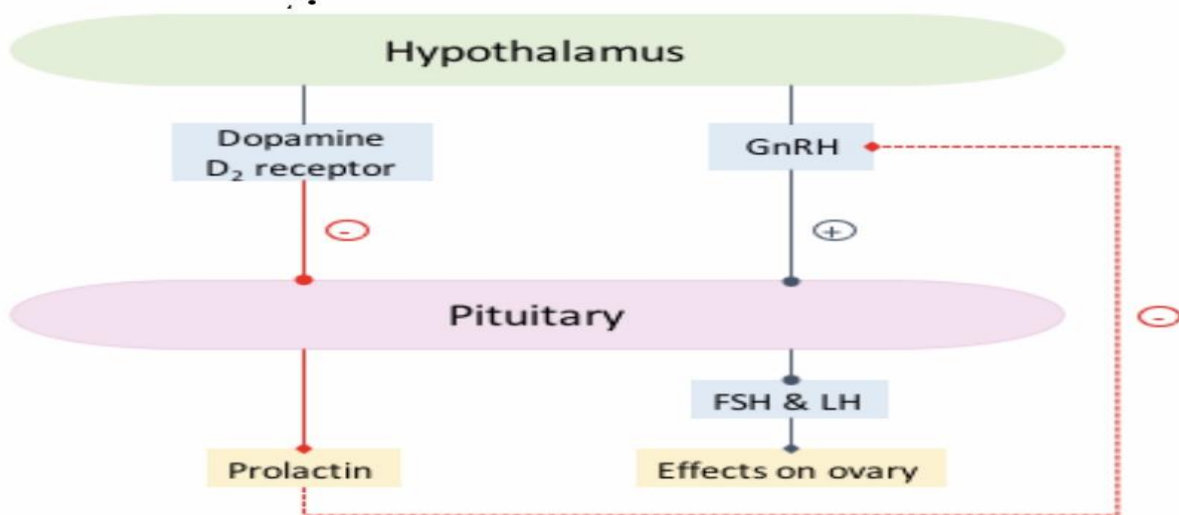 Hypothalamus
Dopamine
D₂ receptor
GnRH
-
+
Pituitary
-
FSH & LH
Prolactin
Effects on ovary